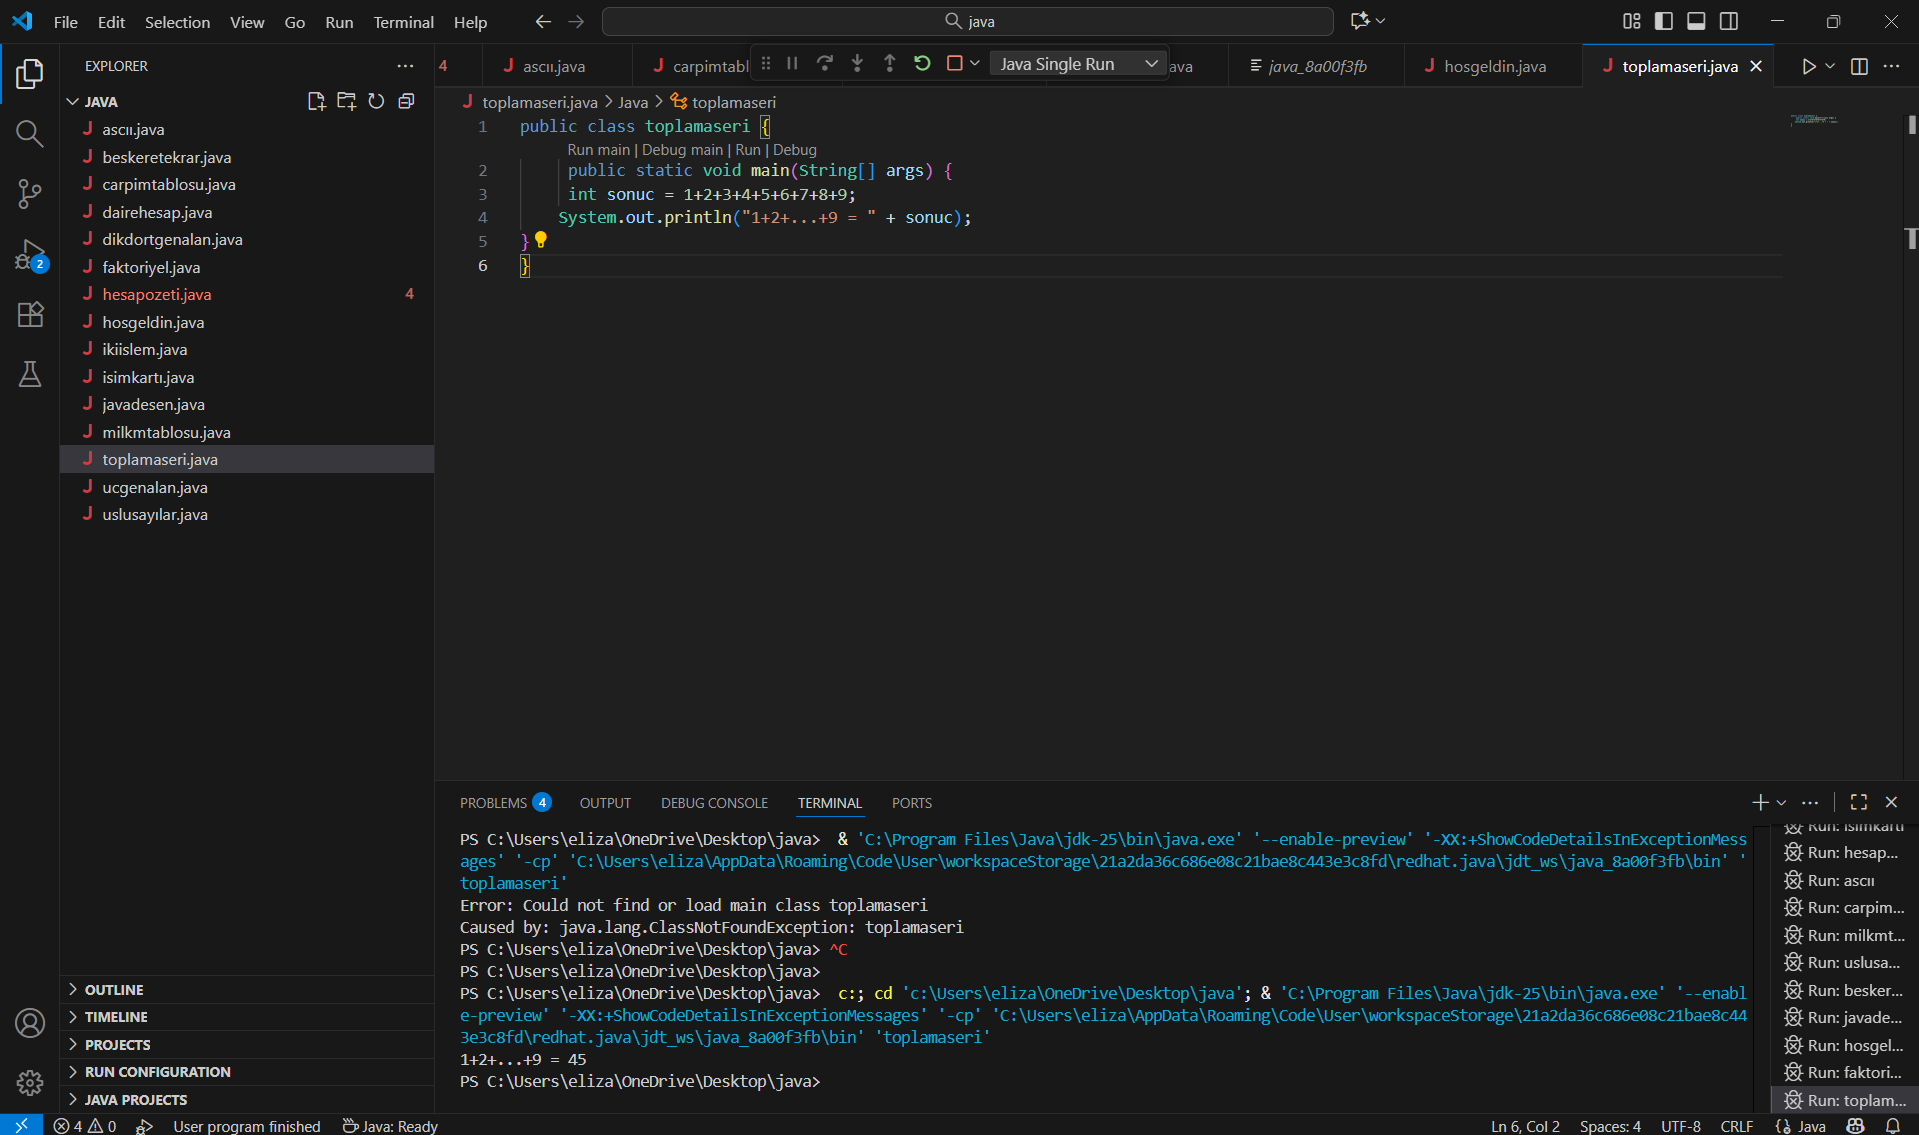 File Edit Selection View Go Run Terminal Help
java
EXPLORER
JAVA
ascıı.java
beskeretekrar.java
carpimtablosu.java
dairehesap.java
dikdortgenalan.java
faktoriyel.java
hesapozeti.java 4
hosgeldin.java
ikiislem.java
isimkartı.java
javadesen.java
milkmtablosu.java
toplamaseri.java
ucgenalan.java
uslusayılar.java
2
OUTLINE
TIMELINE
PROJECTS
RUN CONFIGURATION
JAVA PROJECTS
4 ascıı.java carpimtabl Java Single Run ava java_8a00f3fb hosgeldin.java toplamaseri.java
toplamaseri.java > Java > toplamaseri
1 public class toplamaseri {
Run main | Debug main | Run | Debug
2 public static void main(String[] args) {
3 int sonuc = 1+2+3+4+5+6+7+8+9;
4 System.out.println("1+2+...+9 = " + sonuc);
5 }
6 }
PROBLEMS 4 OUTPUT DEBUG CONSOLE TERMINAL PORTS
PS C:\Users\eliza\OneDrive\Desktop\java>  & 'C:\Program Files\Java\jdk-25\bin\java.exe' '--enable-preview' '-XX:+ShowCodeDetailsInExceptionMess
ages' '-cp' 'C:\Users\eliza\AppData\Roaming\Code\User\workspaceStorage\21a2da36c686e08c21bae8c443e3c8fd\redhat.java\jdt_ws\java_8a00f3fb\bin' '
toplamaseri'
Error: Could not find or load main class toplamaseri
Caused by: java.lang.ClassNotFoundException: toplamaseri
PS C:\Users\eliza\OneDrive\Desktop\java> ^C
PS C:\Users\eliza\OneDrive\Desktop\java>
PS C:\Users\eliza\OneDrive\Desktop\java>  c:; cd 'c:\Users\eliza\OneDrive\Desktop\java'; & 'C:\Program Files\Java\jdk-25\bin\java.exe' '--enabl
e-preview' '-XX:+ShowCodeDetailsInExceptionMessages' '-cp' 'C:\Users\eliza\AppData\Roaming\Code\User\workspaceStorage\21a2da36c686e08c21bae8c44
3e3c8fd\redhat.java\jdt_ws\java_8a00f3fb\bin' 'toplamaseri'
1+2+...+9 = 45
PS C:\Users\eliza\OneDrive\Desktop\java>
Run: isimkartı
Run: hesap...
Run: ascıı
Run: carpim...
Run: milkmt...
Run: uslusa...
Run: besker...
Run: javade...
Run: hosgel...
Run: faktori...
Run: toplam...
4 0 User program finished Java: Ready Ln 6, Col 2 Spaces: 4 UTF-8 CRLF Java